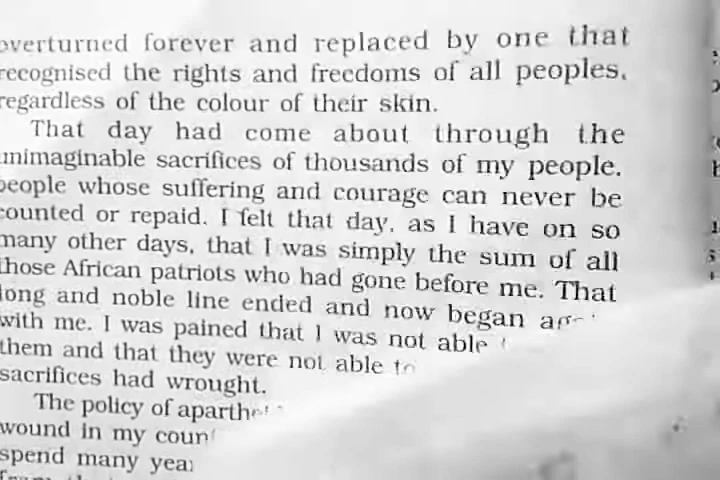 overturned forever and replaced by one that
recognised the rights and freedoms of all peoples,
regardless of the colour of their skin.
That day had come about through the
unimaginable sacrifices of thousands of my people,
people whose suffering and courage can never be
counted or repaid. I felt that day, as I have on so
many other days, that I was simply the sum of all
those African patriots who had gone before me. That
long and noble line ended and now began
with me. I was pained that I was not able
them and that they were not able to
sacrifices had wrought.
The policy of
wound in my
spend many